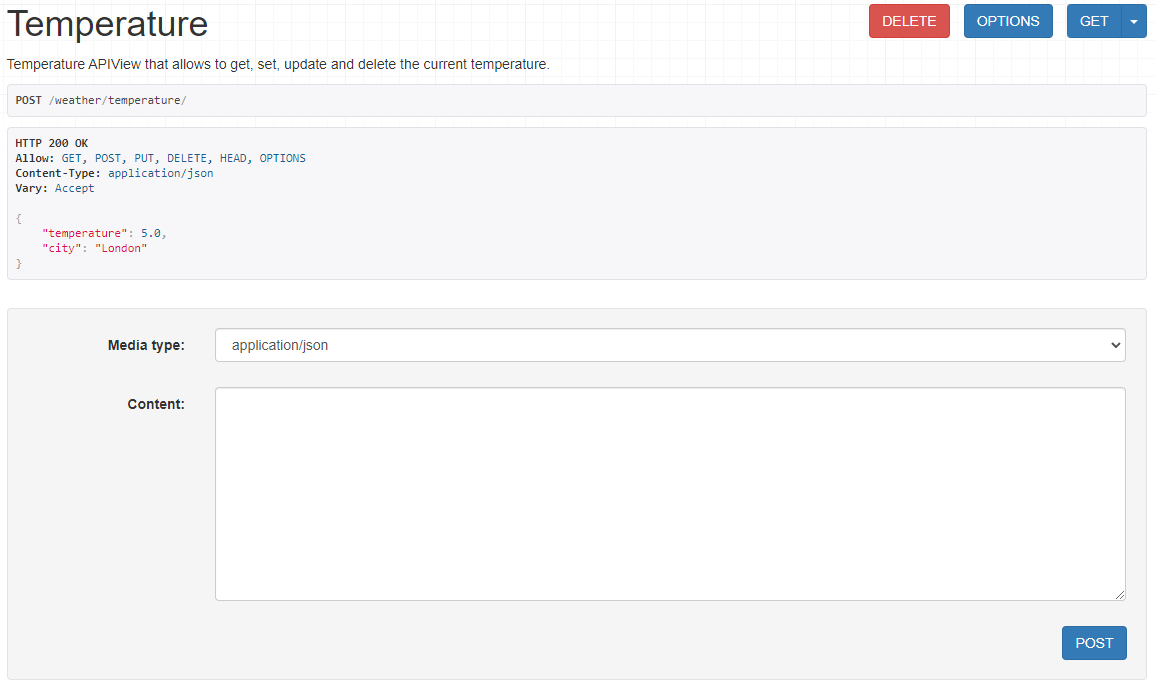 Temperature
DELETE OPTIONS GET
Temperature APIView that allows to get, set, update and delete the current temperature.
POST /weather/temperature/
HTTP 200 OK
Allow: GET, POST, PUT, DELETE, HEAD, OPTIONS
Content-Type: application/json
Vary: Accept
{
    "temperature": 5.0,
    "city": "London"
}
Media type: application/json
Content:
POST